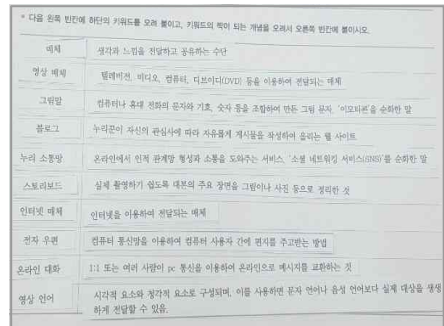 * 다음 왼쪽 빈칸에 하단의 키워드를 오려 붙이고, 키워드의 짝이 되는 개념을 오려서 오른쪽 빈칸에 붙이시오.
매체 생각과 느낌을 전달하고 공유하는 수단
영상 매체 텔레비전, 비디오, 컴퓨터, 디브이디(DVD) 등을 이용하여 전달되는 매체
그림말 컴퓨터나 휴대 전화의 문자와 기호, 숫자 등을 조합하여 만든 그림 문자. '이모티콘'을 순화한 말
블로그 누리꾼이 자신의 관심사에 따라 자유롭게 게시물을 작성하여 올리는 웹 사이트
누리 소통망 온라인에서 인적 관계망 형성과 소통을 도와주는 서비스, '소셜 네트워킹 서비스(SNS)'를 순화한 말
스토리보드 실제 촬영하기 쉽도록 대본의 주요 장면을 그림이나 사진 등으로 정리한 것
인터넷 매체 인터넷을 이용하여 전달되는 매체
전자 우편 컴퓨터 통신망을 이용하여 컴퓨터 사용자 간에 편지를 주고받는 방법
온라인 대화 1:1 또는 여러 사람이 pc 통신을 이용하여 온라인으로 메시지를 교환하는 것
영상 언어 시각적 요소와 청각적 요소로 구성되며, 이를 사용하면 문자 언어나 음성 언어보다 실제 대상을 생생
하게 전달할 수 있음.